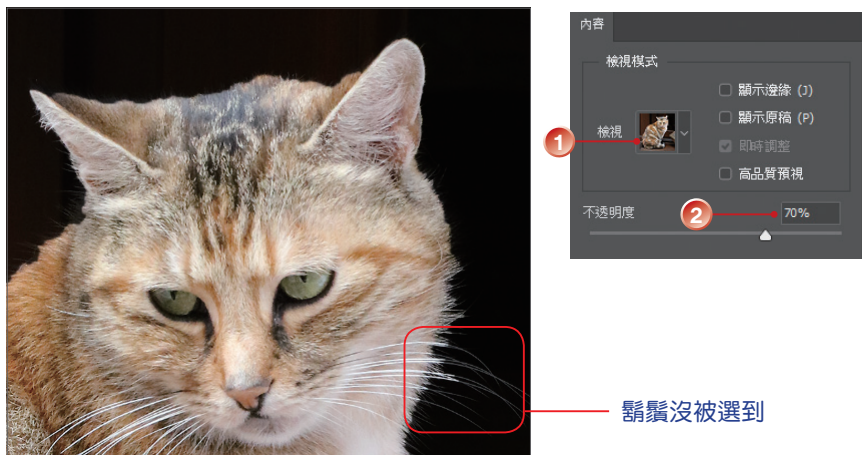 內容
檢視模式
顯示邊緣 (J)
顯示原稿 (P)
1
檢視
即時調整
高品質預視
不透明度
2
70%
鬍鬚沒被選到